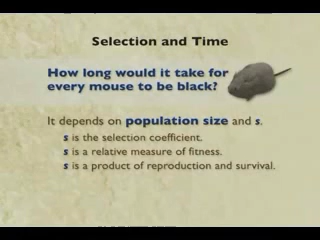 Selection and Time
How long would it take for
every mouse to be black?
It depends on population size and s.
s is the selection coefficient.
s is a relative measure of fitness.
s is a product of reproduction and survival.